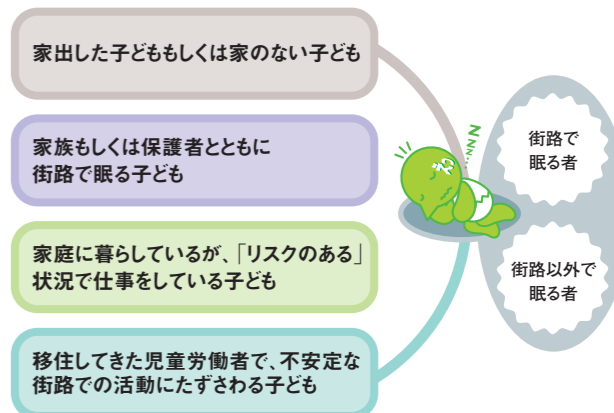 家出した子どももしくは家のない子ども
家族もしくは保護者とともに
街路で眠る子ども
家庭に暮らしているが、「リスクのある」
状況で仕事をしている子ども
移住してきた児童労働者で、不安定な
街路での活動にたずさわる子ども
N N N...
街路で
眠る者
街路以外で
眠る者